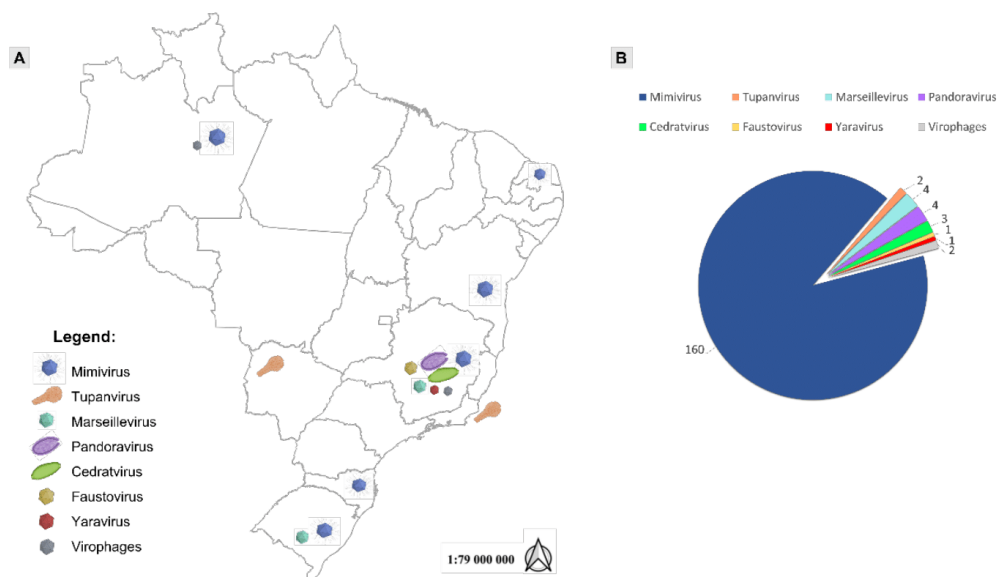 A
Legend:
Mimivirus
Tupanvirus
Marseillevirus
Pandoravirus
Cedratvirus
Faustovirus
Yaravirus
Virophages
1:79 000 000
B
Mimivirus Tupanvirus Marseillevirus Pandoravirus
Cedratvirus Faustovirus Yaravirus Virophages
2
4
4
3
1
1
2
160